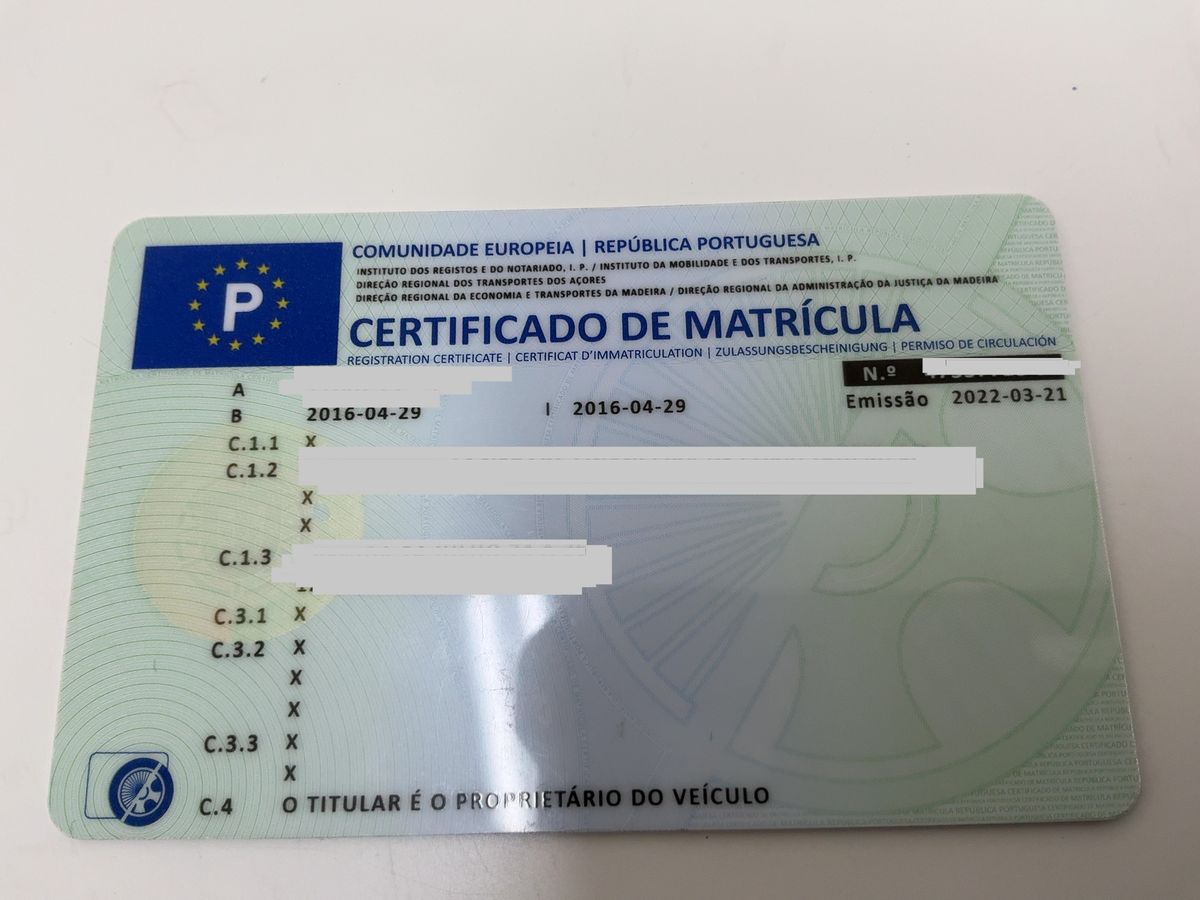 P
COMUNIDADE EUROPEIA | REPÚBLICA PORTUGUESA
INSTITUTO DOS REGISTOS E DO NOTARIADO, I. P. / INSTITUTO DA MOBILIDADE E DOS TRANSPORTES, I. P.
DIREÇÃO REGIONAL DOS TRANSPORTES DOS AÇORES
DIREÇÃO REGIONAL DA ECONOMIA E TRANSPORTES DA MADEIRA / DIREÇÃO REGIONAL DA ADMINISTRAÇÃO DA JUSTIÇA DA MADEIRA
CERTIFICADO DE MATRÍCULA
REGISTRATION CERTIFICATE | CERTIFICAT D'IMMATRICULATION | ZULASSUNGSBESCHEINIGUNG | PERMISO DE CIRCULACIÓN
A N.º
B 2016-04-29 I 2016-04-29 Emissão 2022-03-21
C.1.1 X
C.1.2
X
X
C.1.3
C.3.1 X
C.3.2 X
X
X
C.3.3 X
X
C.4 O TITULAR É O PROPRIETÁRIO DO VEÍCULO